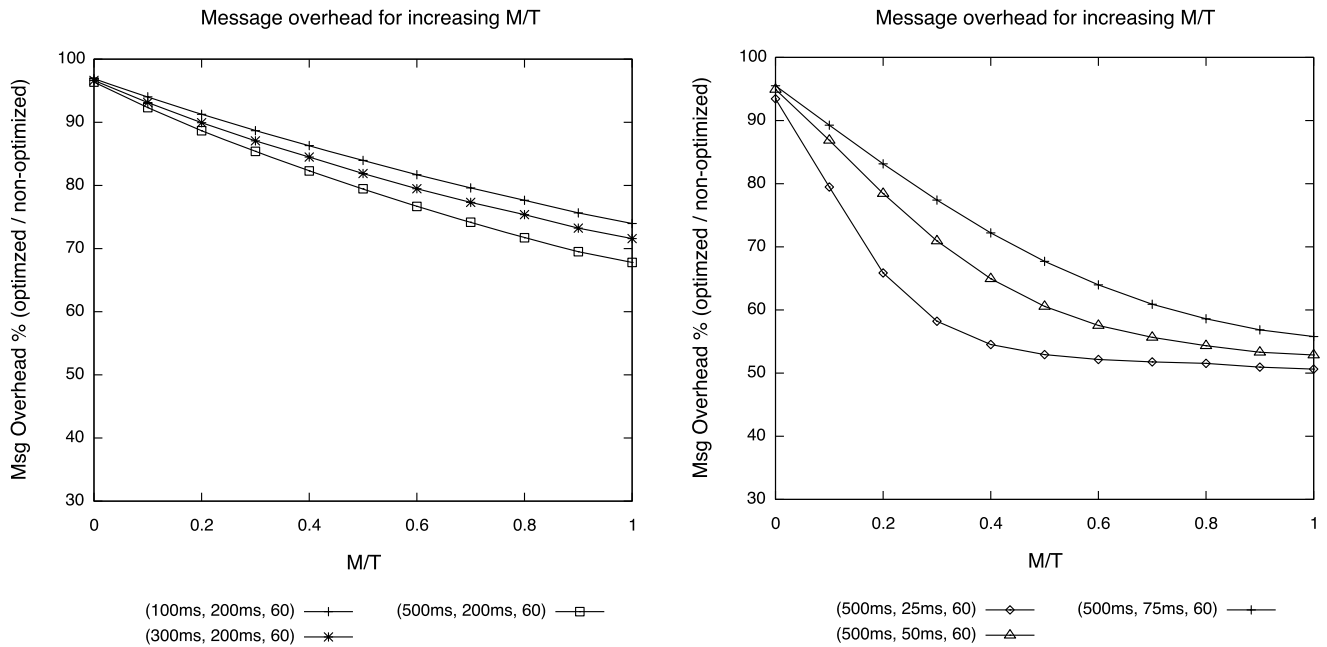 Message overhead for increasing M/T
Msg Overhead % (optimzed / non-optimized)
100
90
80
70
60
50
40
30
0 0.2 0.4 0.6 0.8 1
M/T
(100ms, 200ms, 60)
(500ms, 200ms, 60)
(300ms, 200ms, 60)
Message overhead for increasing M/T
Msg Overhead % (optimzed / non-optimized)
100
90
80
70
60
50
40
30
0 0.2 0.4 0.6 0.8 1
M/T
(500ms, 25ms, 60)
(500ms, 75ms, 60)
(500ms, 50ms, 60)